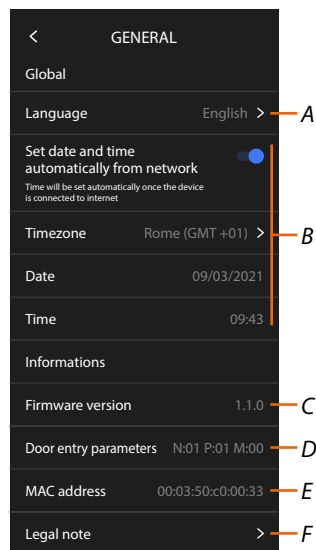 < GENERAL
Global
Language English > A
Set date and time
automatically from network
Time will be set automatically once the device
is connected to internet
Timezone Rome (GMT +01) > B
Date 09/03/2021
Time 09:43
Informations
Firmware version 1.1.0 C
Door entry parameters N:01 P:01 M:00 D
MAC address 00:03:50:c0:00:33 E
Legal note > F